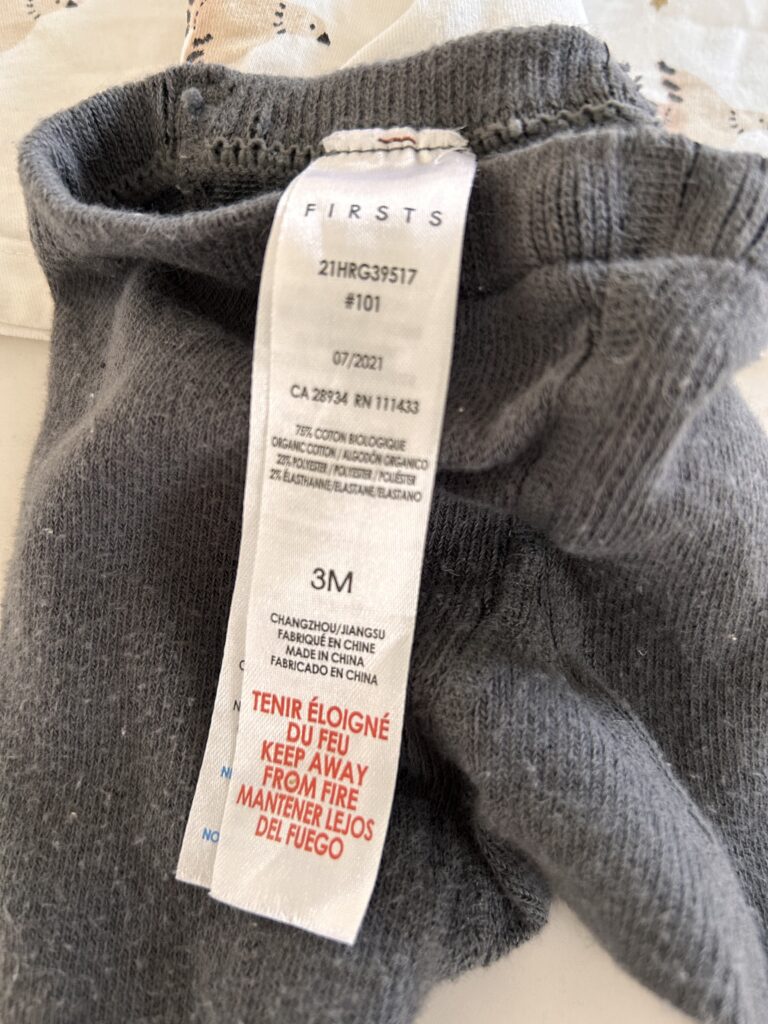 FIRSTS
21HRG39517
#101
07/2021
CA 28934 RN 111433
75% COTON BIOLOGIQUE
ORGANIC COTTON / ALGODÓN ORGANICO
23% POLYESTER / POLYESTER / POLIÉSTER
2% ÉLASTHANNE/ELASTANE/ELASTANO
3M
CHANGZHOU/JIANGSU
FABRIQUÉ EN CHINE
MADE IN CHINA
FABRICADO EN CHINA
TENIR ÉLOIGNÉ
DU FEU
KEEP AWAY
FROM FIRE
MANTENER LEJOS
DEL FUEGO
NO